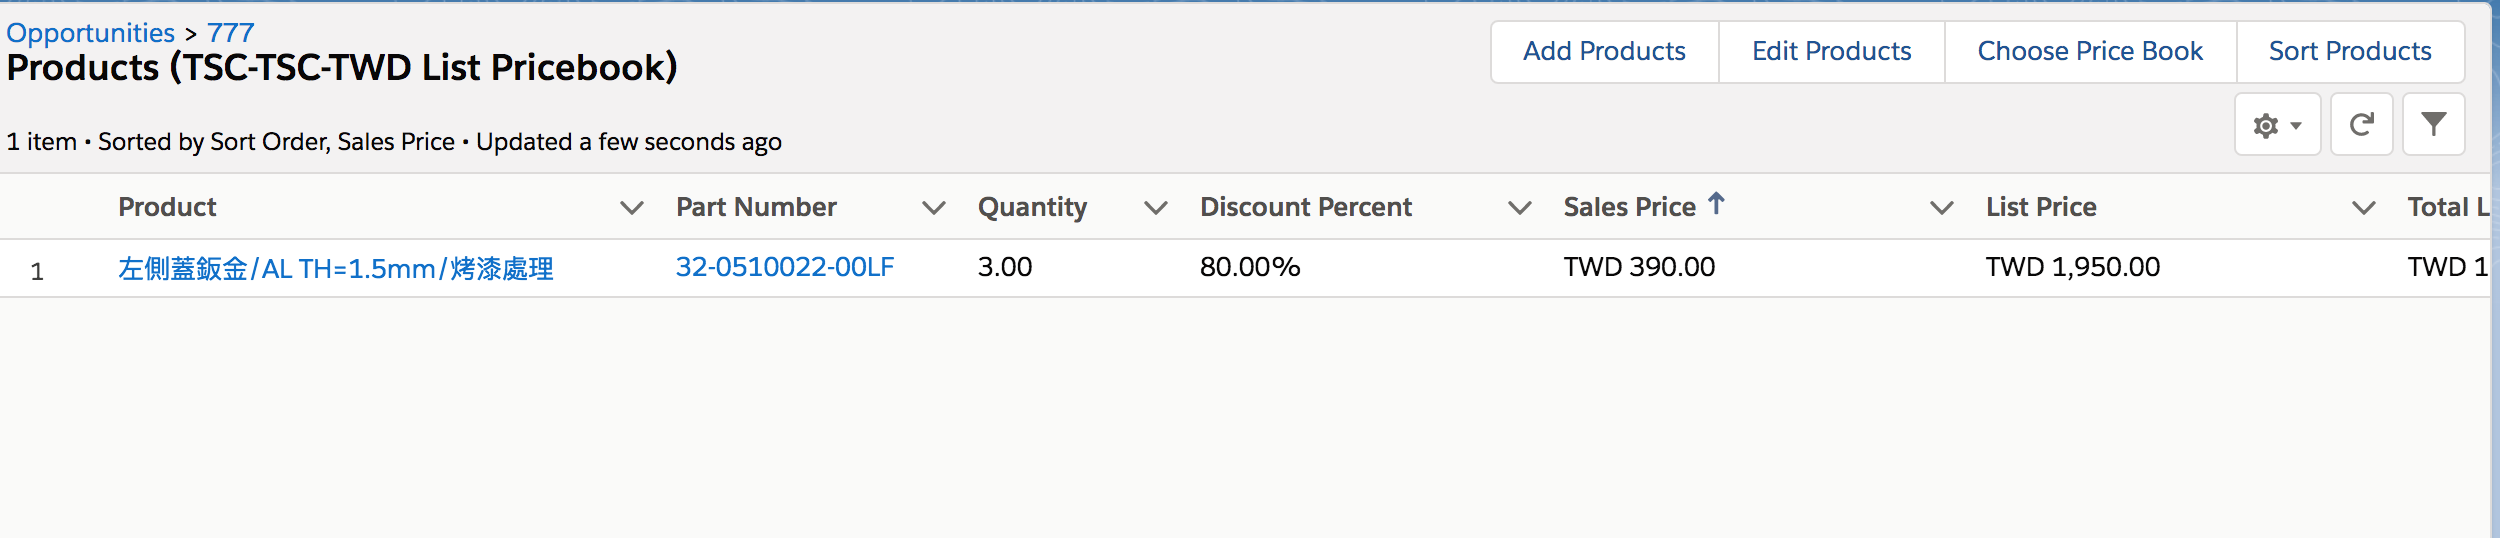 Opportunities > 777
Products (TSC-TSC-TWD List Pricebook)
Add Products Edit Products Choose Price Book Sort Products
1 item • Sorted by Sort Order, Sales Price • Updated a few seconds ago
Product Part Number Quantity Discount Percent Sales Price List Price Total L
1 左側蓋鈑金/AL TH=1.5mm/烤漆處理 32-0510022-00LF 3.00 80.00% TWD 390.00 TWD 1,950.00 TWD 1